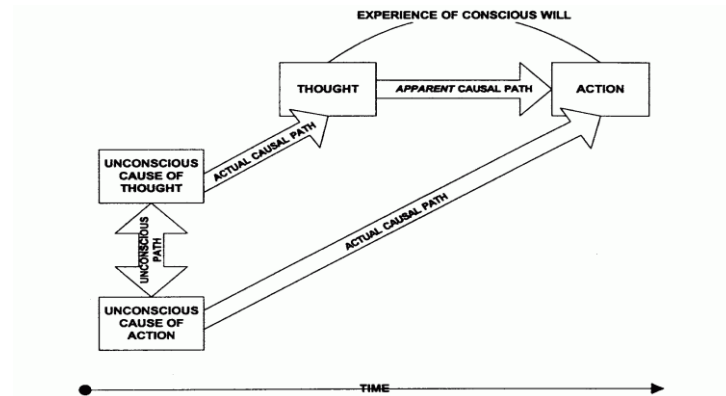 EXPERIENCE OF CONSCIOUS WILL
THOUGHT
APPARENT CAUSAL PATH
ACTION
ACTUAL CAUSAL PATH
UNCONSCIOUS
CAUSE OF
THOUGHT
UNCONSCIOUS
PATH
ACTUAL CAUSAL PATH
UNCONSCIOUS
CAUSE OF
ACTION
TIME